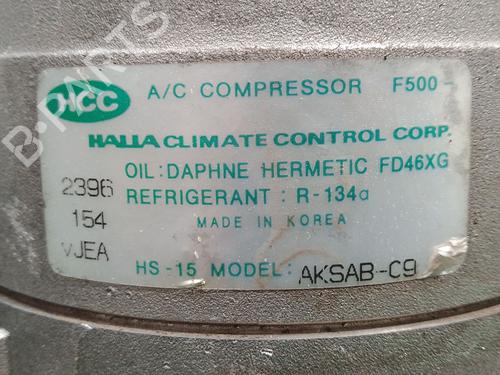 B-PARTS
HCC A/C COMPRESSOR F500-
HALLA CLIMATE CONTROL CORP.
OIL: DAPHNE HERMETIC FD46XG
2396 REFRIGERANT : R-134a
154 MADE IN KOREA
VJEA
HS-15 MODEL: AKSAB-C9